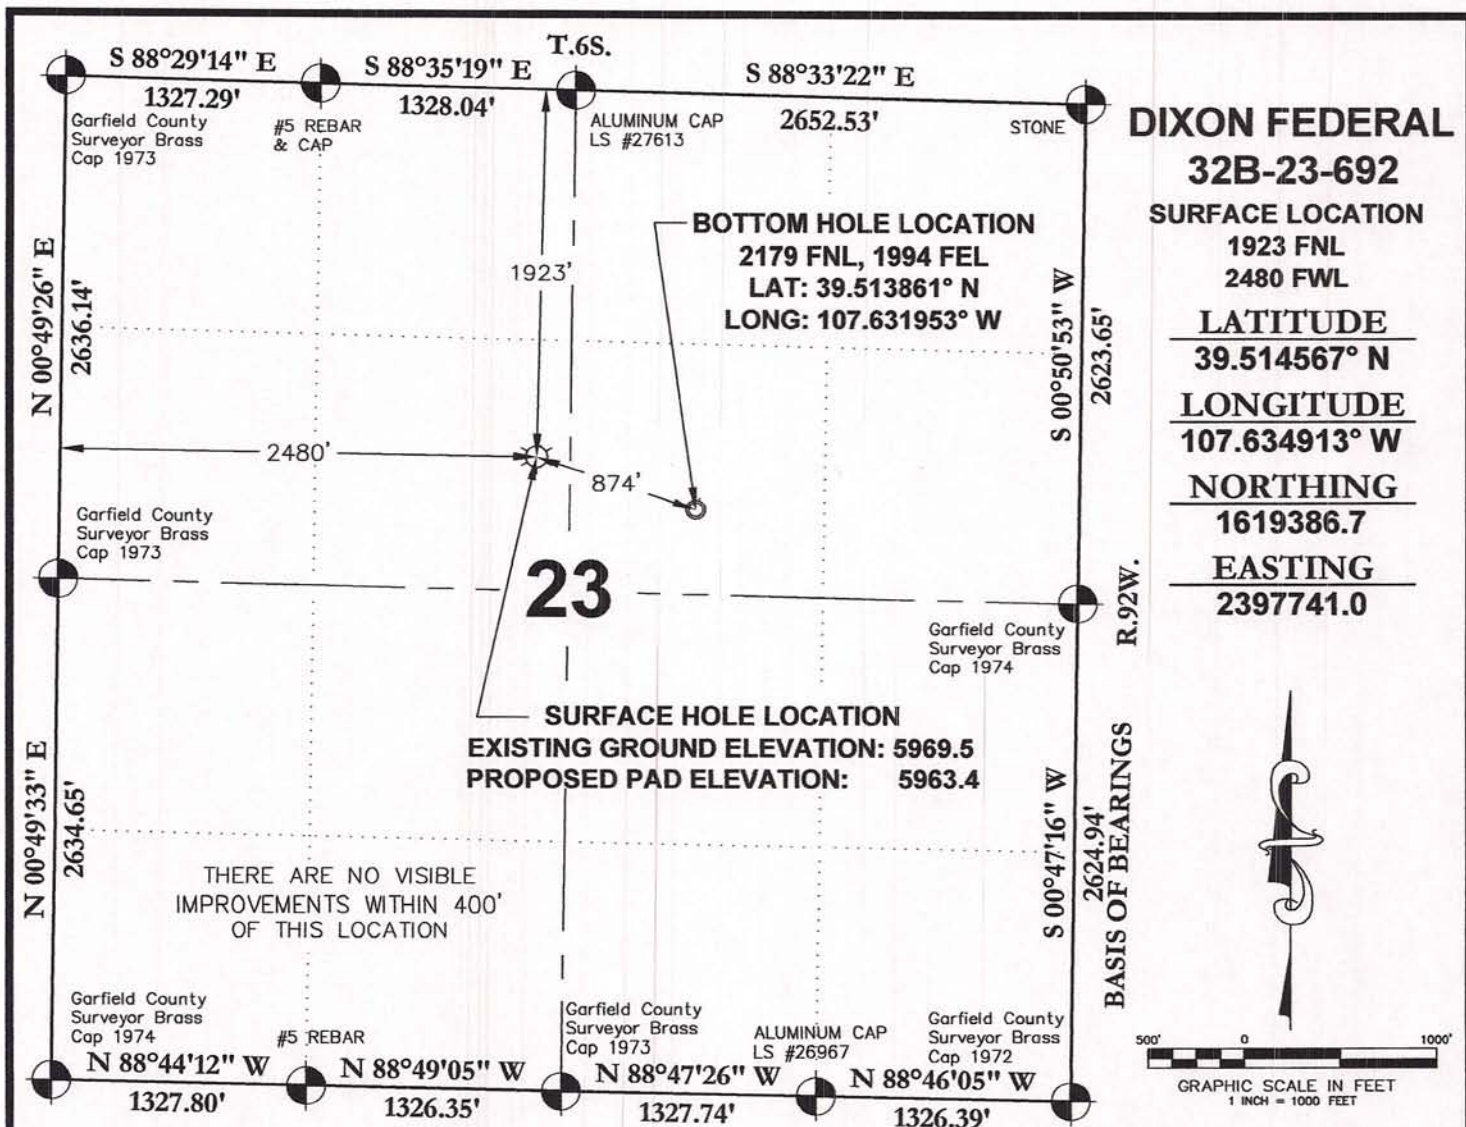 T.6S.
S 88°29'14" E
S 88°35'19" E
S 88°33'22" E
1327.29'
1328.04'
2652.53'
Garfield County
Surveyor Brass
Cap 1973
#5 REBAR
& CAP
ALUMINUM CAP
LS #27613
STONE
DIXON FEDERAL
32B-23-692
SURFACE LOCATION
1923 FNL
2480 FWL
LATITUDE
39.514567° N
LONGITUDE
107.634913° W
NORTHING
1619386.7
EASTING
2397741.0
BOTTOM HOLE LOCATION
2179 FNL, 1994 FEL
LAT: 39.513861° N
LONG: 107.631953° W
1923'
N 00°49'26" E
2636.14'
S 00°50'53" W
2623.65'
2480'
874'
Garfield County
Surveyor Brass
Cap 1973
23
R.92W.
Garfield County
Surveyor Brass
Cap 1974
SURFACE HOLE LOCATION
EXISTING GROUND ELEVATION: 5969.5
PROPOSED PAD ELEVATION: 5963.4
N 00°49'33" E
2634.65'
S 00°47'16" W
2624.94'
BASIS OF BEARINGS
THERE ARE NO VISIBLE
IMPROVEMENTS WITHIN 400'
OF THIS LOCATION
Garfield County
Surveyor Brass
Cap 1974
#5 REBAR
Garfield County
Surveyor Brass
Cap 1973
ALUMINUM CAP
LS #26967
Garfield County
Surveyor Brass
Cap 1972
N 88°44'12" W
N 88°49'05" W
N 88°47'26" W
N 88°46'05" W
1327.80'
1326.35'
1327.74'
1326.39'
500'
0
1000'
GRAPHIC SCALE IN FEET
1 INCH = 1000 FEET